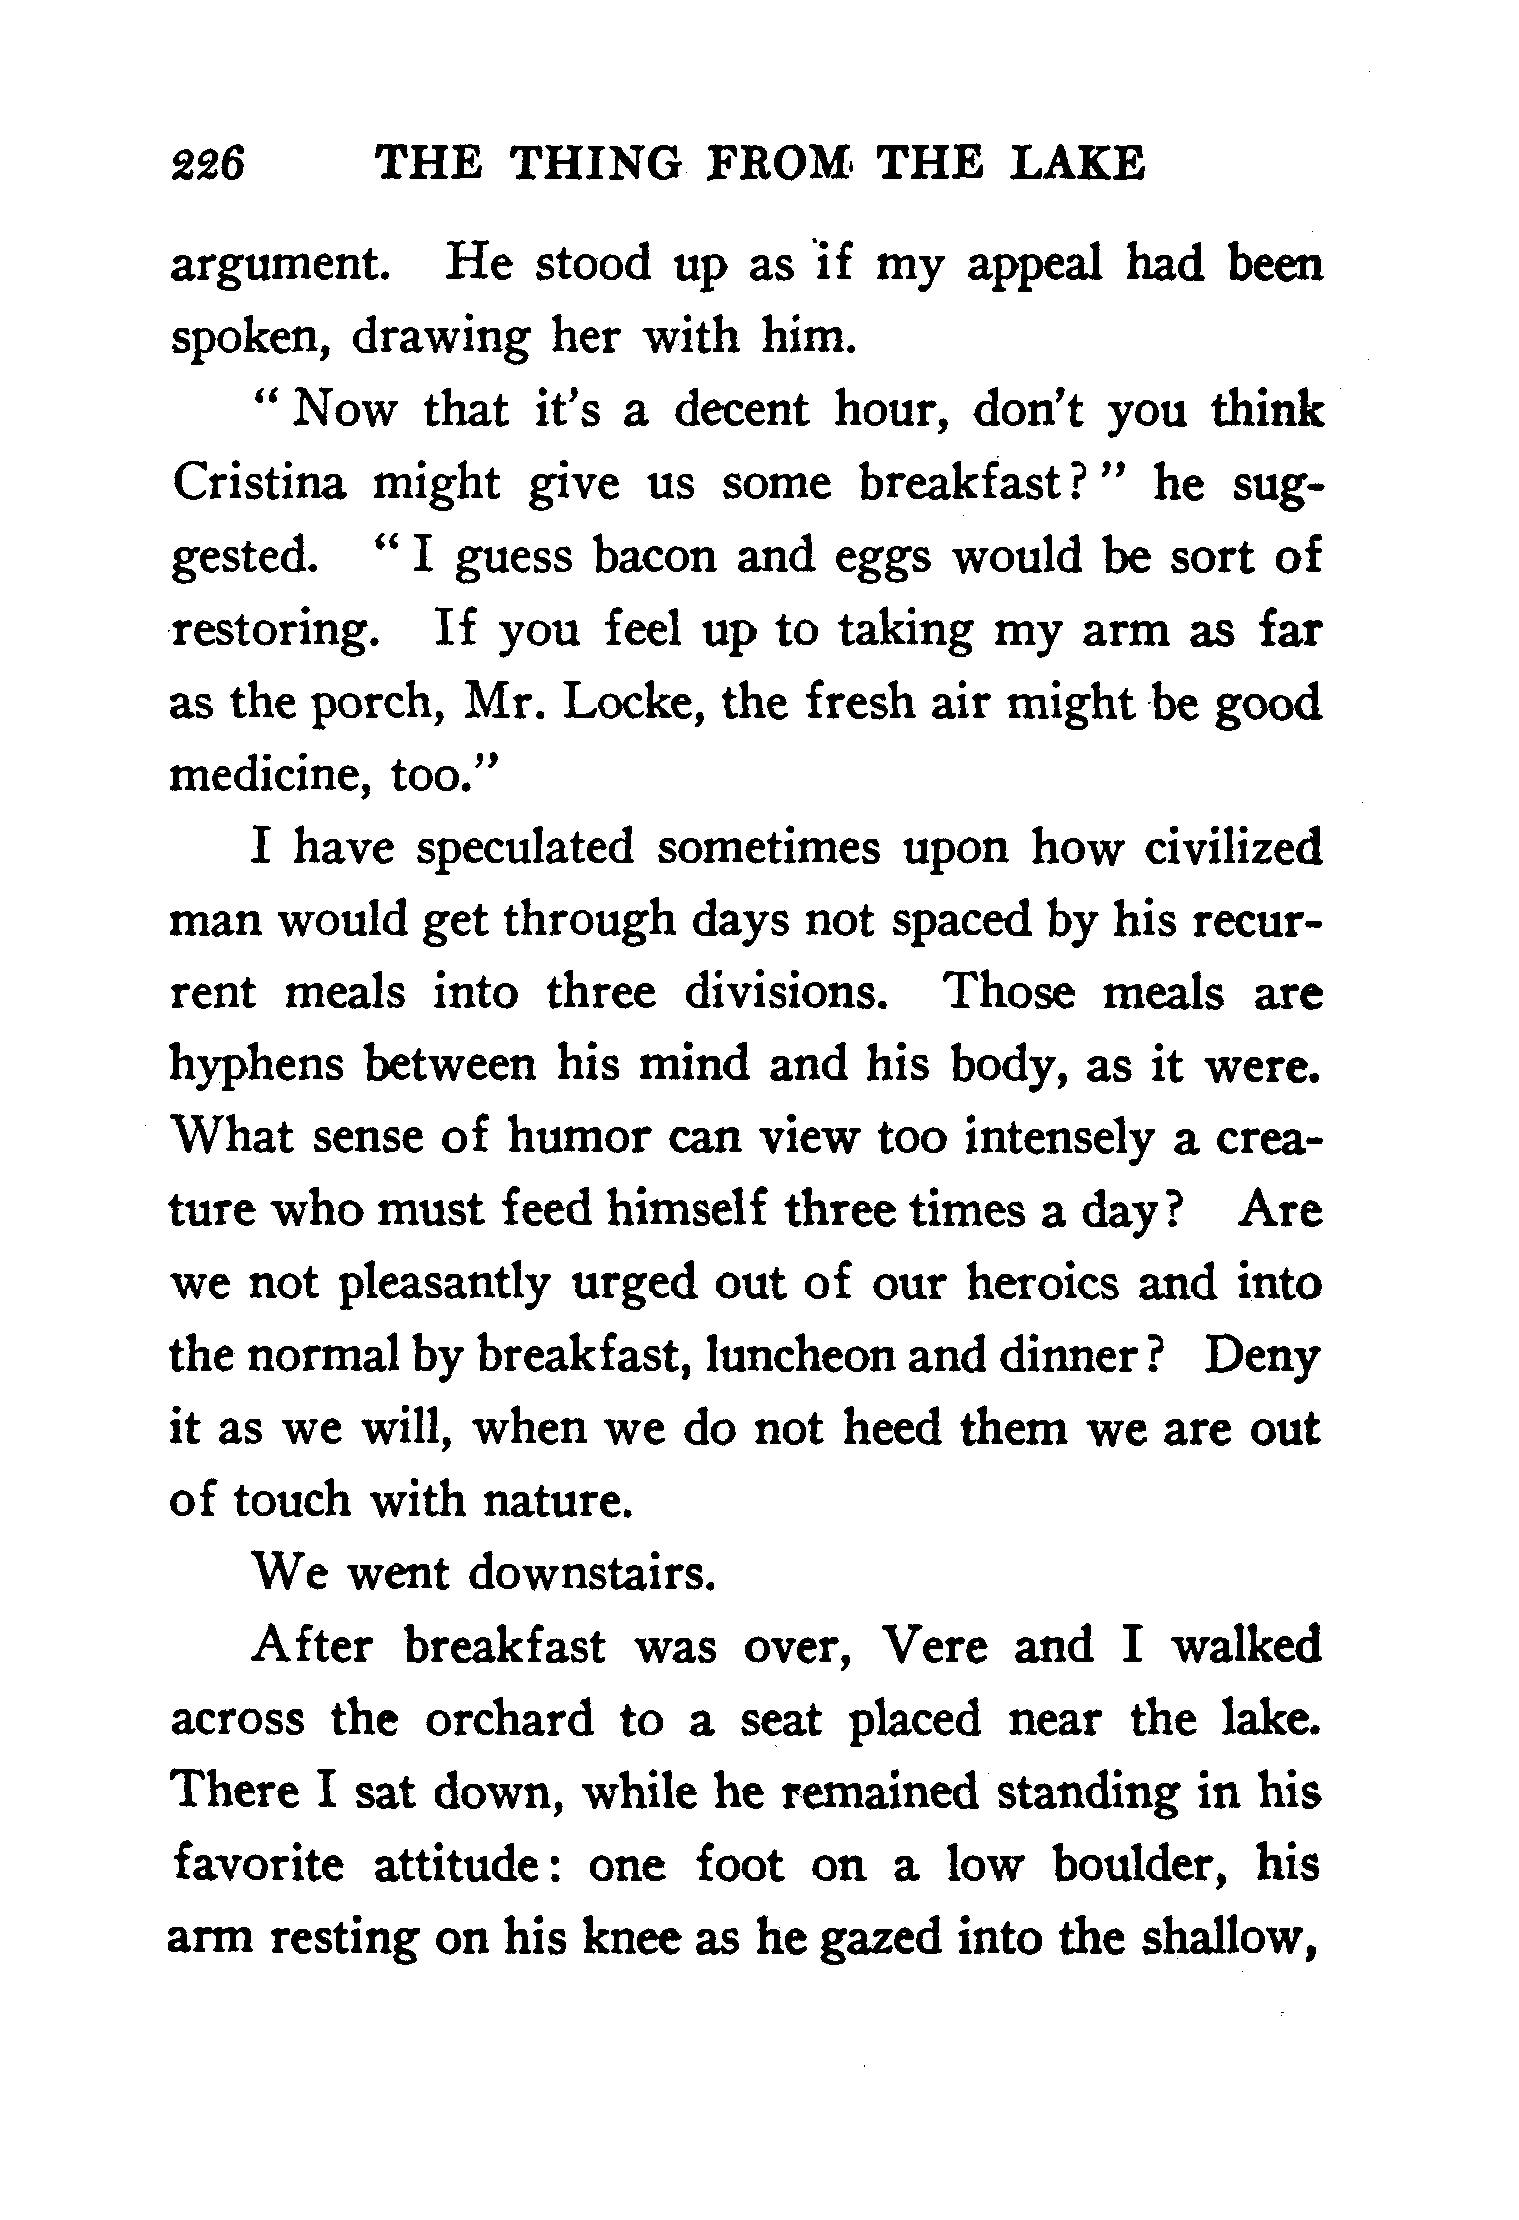 226 THE THING FROM THE LAKE
argument. He stood up as if my appeal had been
spoken, drawing her with him.
“ Now that it's a decent hour, don't you think
Cristina might give us some breakfast? ” he sug-
gested. “ I guess bacon and eggs would be sort of
restoring. If you feel up to taking my arm as far
as the porch, Mr. Locke, the fresh air might be good
medicine, too.”
I have speculated sometimes upon how civilized
man would get through days not spaced by his recur-
rent meals into three divisions. Those meals are
hyphens between his mind and his body, as it were.
What sense of humor can view too intensely a crea-
ture who must feed himself three times a day? Are
we not pleasantly urged out of our heroics and into
the normal by breakfast, luncheon and dinner? Deny
it as we will, when we do not heed them we are out
of touch with nature.
We went downstairs.
After breakfast was over, Vere and I walked
across the orchard to a seat placed near the lake.
There I sat down, while he remained standing in his
favorite attitude: one foot on a low boulder, his
arm resting on his knee as he gazed into the shallow,